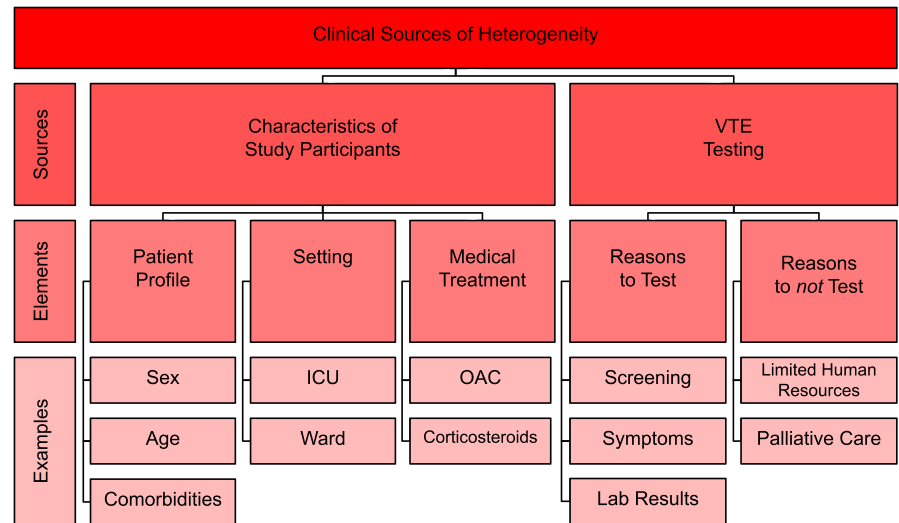 Clinical Sources of Heterogeneity
Sources
Characteristics of
Study Participants
VTE
Testing
Elements
Patient
Profile
Setting
Medical
Treatment
Reasons
to Test
Reasons
to not Test
Examples
Sex
ICU
OAC
Screening
Limited Human
Resources
Age
Ward
Corticosteroids
Symptoms
Palliative Care
Comorbidities
Lab Results